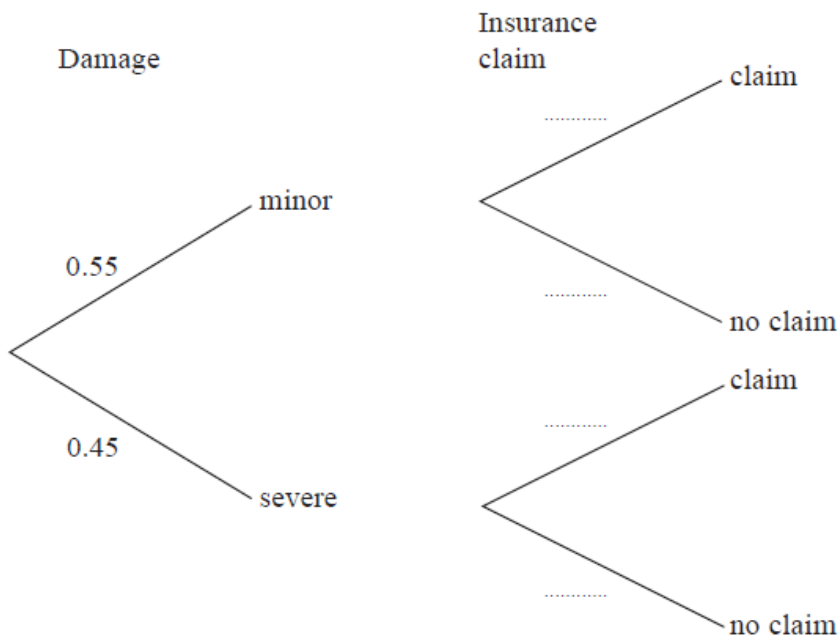 Damage
Insurance
claim
claim
minor
0.55
no claim
claim
0.45
severe
no claim